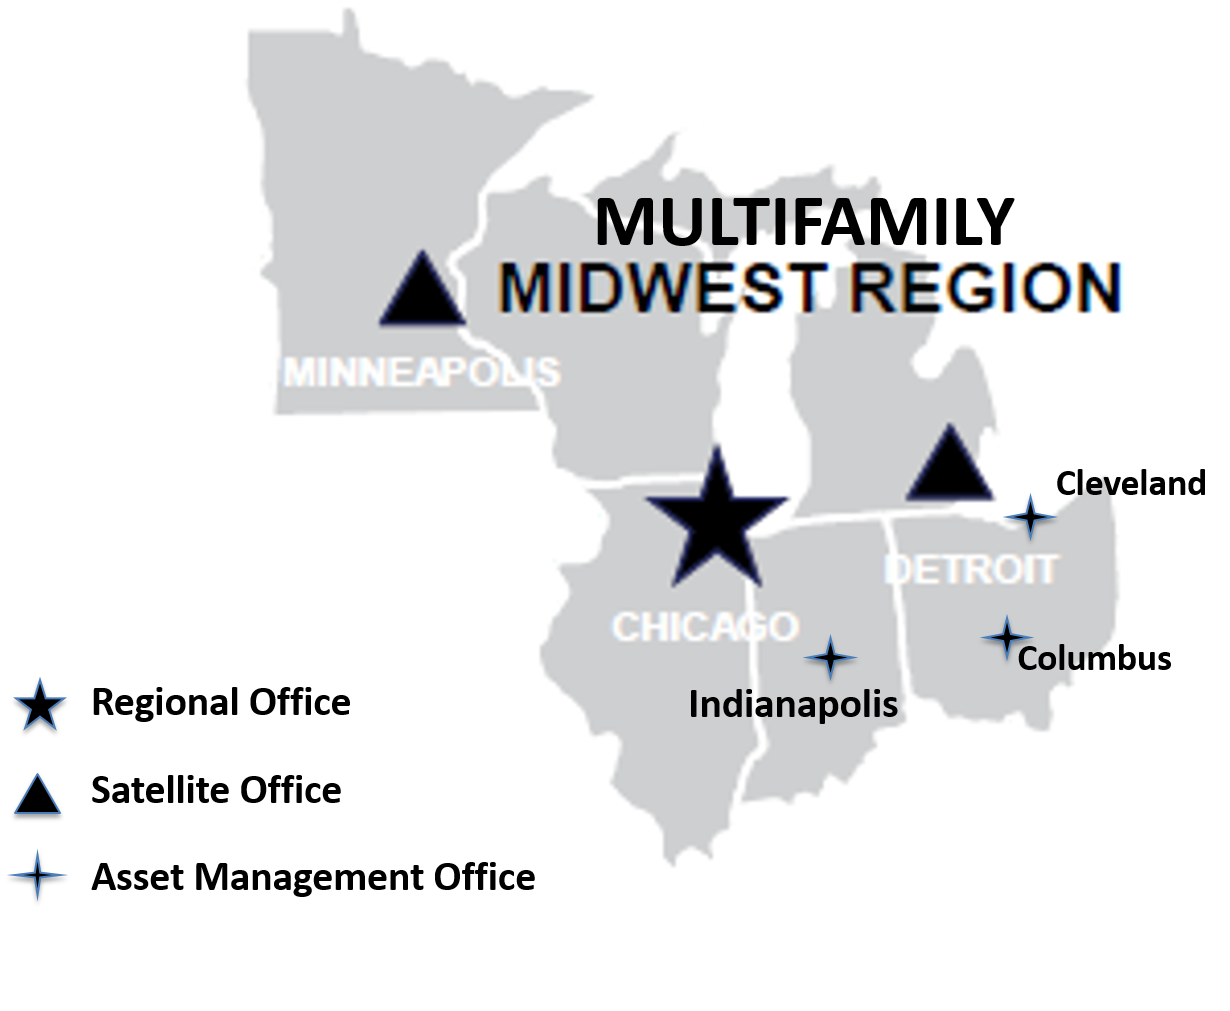 MULTIFAMILY
MIDWEST REGION
MINNEAPOLIS
Cleveland
DETROIT
CHICAGO
Columbus
Indianapolis
Regional Office
Satellite Office
Asset Management Office